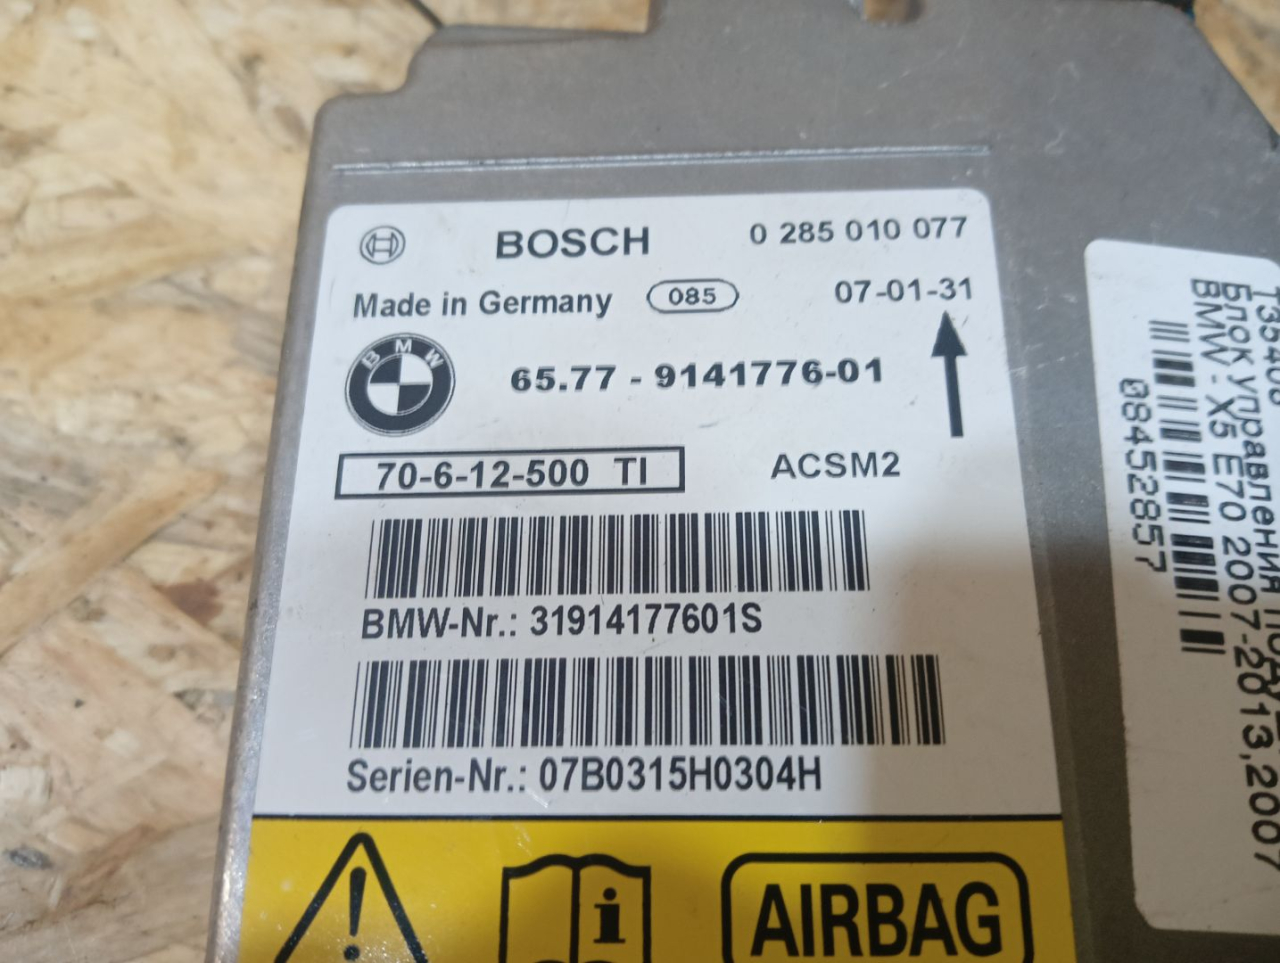 BOSCH 0 285 010 077
Made in Germany 085 07-01-31
BMW 65.77 - 9141776-01
70-6-12-500 TI ACSM2
BMW-Nr.: 31914177601S
Serien-Nr.: 07B0315H0304H
AIRBAG
T35408
Блок управления
BMW - X5 E70 2007-2013,2007
08452857